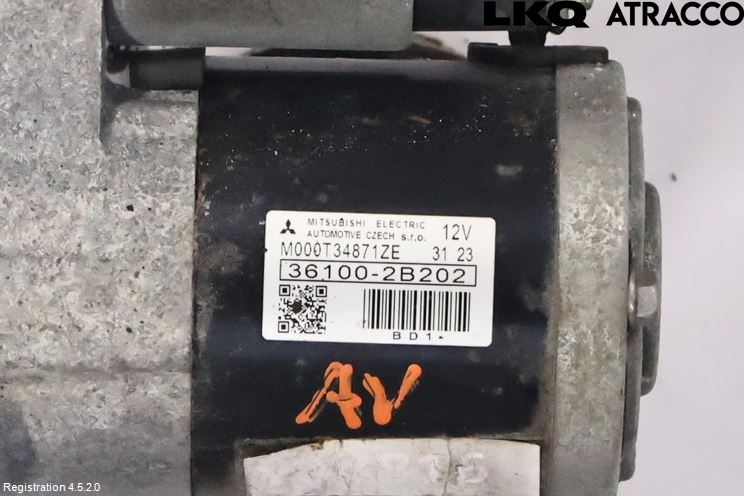 LKQ ATRACCO
MITSUBISHI ELECTRIC
AUTOMOTIVE CZECH s.r.o. 12V
M000T34871ZE 31 23
36100-2B202
BD1-
AV
Registration 4.5.2.0